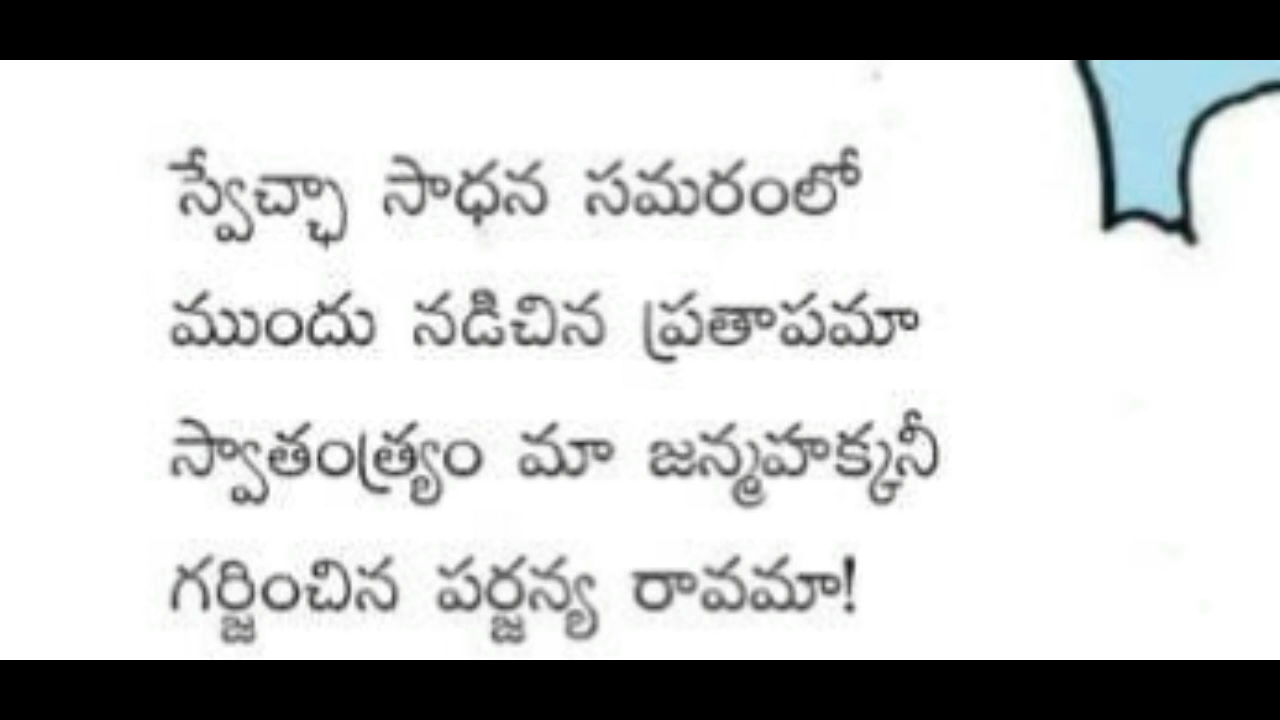 స్వేచ్ఛా సాధన సమరంలో
ముందు నడిచిన ప్రతాపమా
స్వాతంత్ర్యం మా జన్మహక్కనీ
గర్జించిన పర్జన్య రావమా!